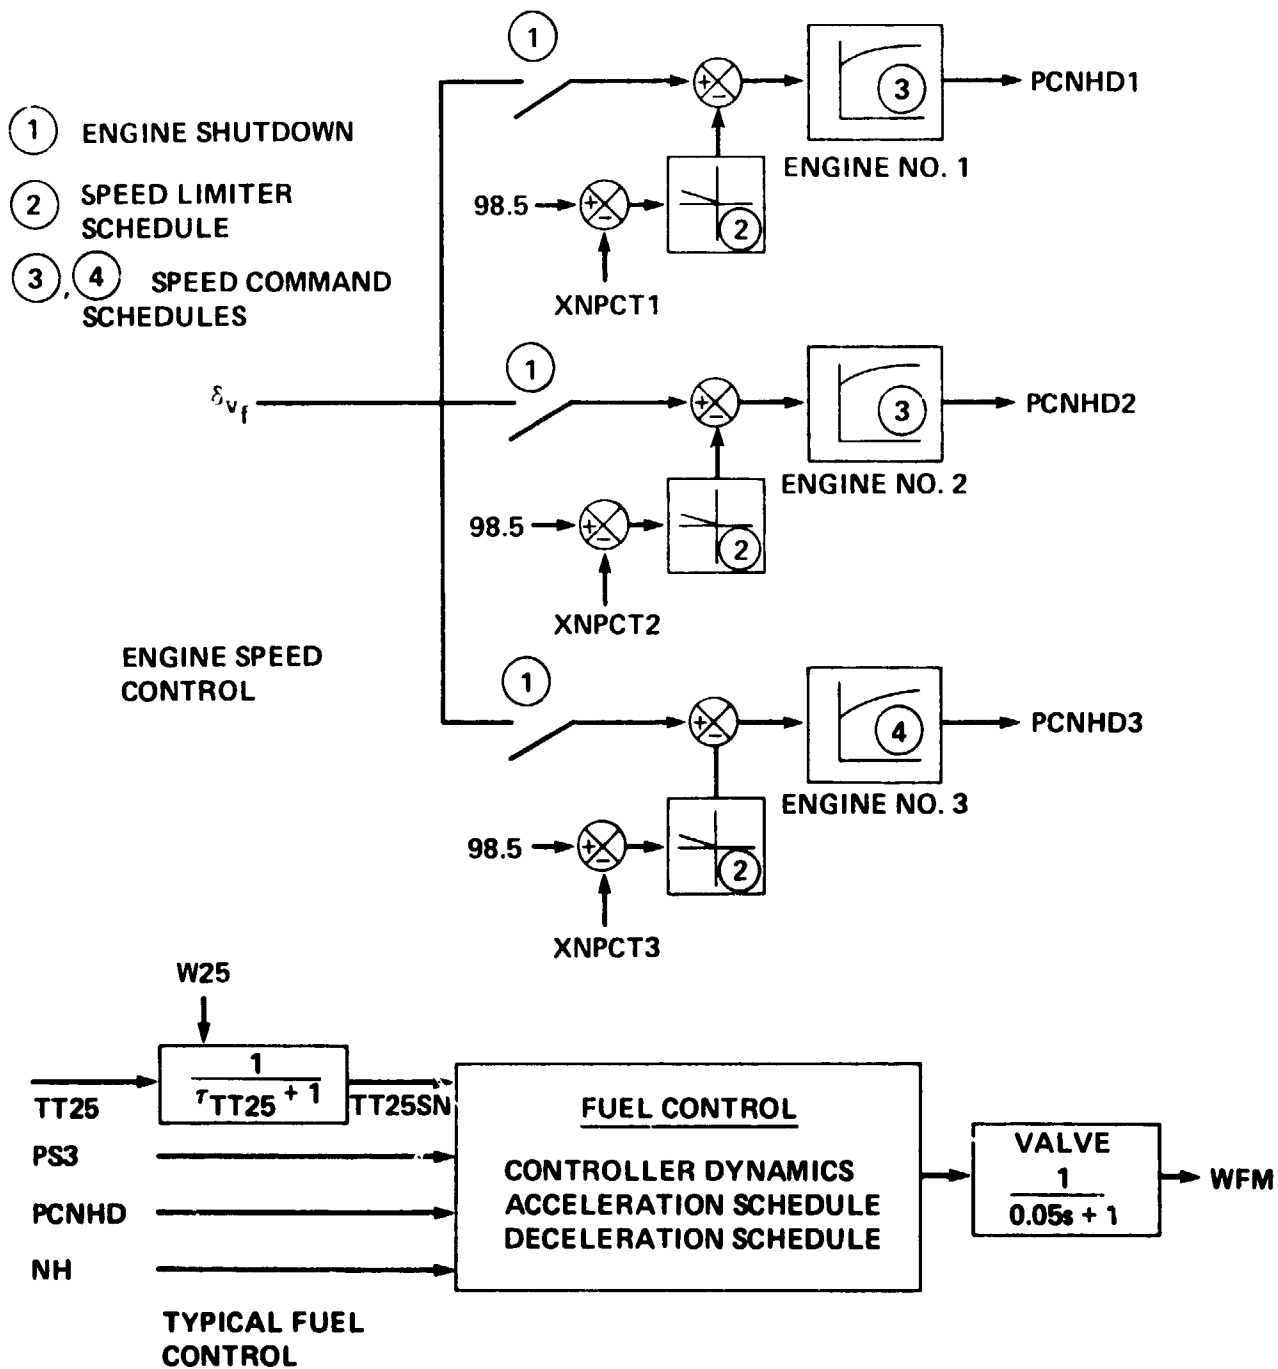 1 ENGINE SHUTDOWN
2 SPEED LIMITER
SCHEDULE
3, 4 SPEED COMMAND
SCHEDULES
1
+
−
3
PCNHD1
ENGINE NO. 1
98.5
+
−
2
XNPCT1
δvf
1
+
−
3
PCNHD2
ENGINE NO. 2
98.5
+
−
2
XNPCT2
ENGINE SPEED
CONTROL
1
+
−
4
PCNHD3
ENGINE NO. 3
98.5
+
−
2
XNPCT3
W25
1
τTT25 + 1
TT25
TT25SN
PS3
PCNHD
NH
FUEL CONTROL
CONTROLLER DYNAMICS
ACCELERATION SCHEDULE
DECELERATION SCHEDULE
VALVE
1
0.05s + 1
WFM
TYPICAL FUEL
CONTROL